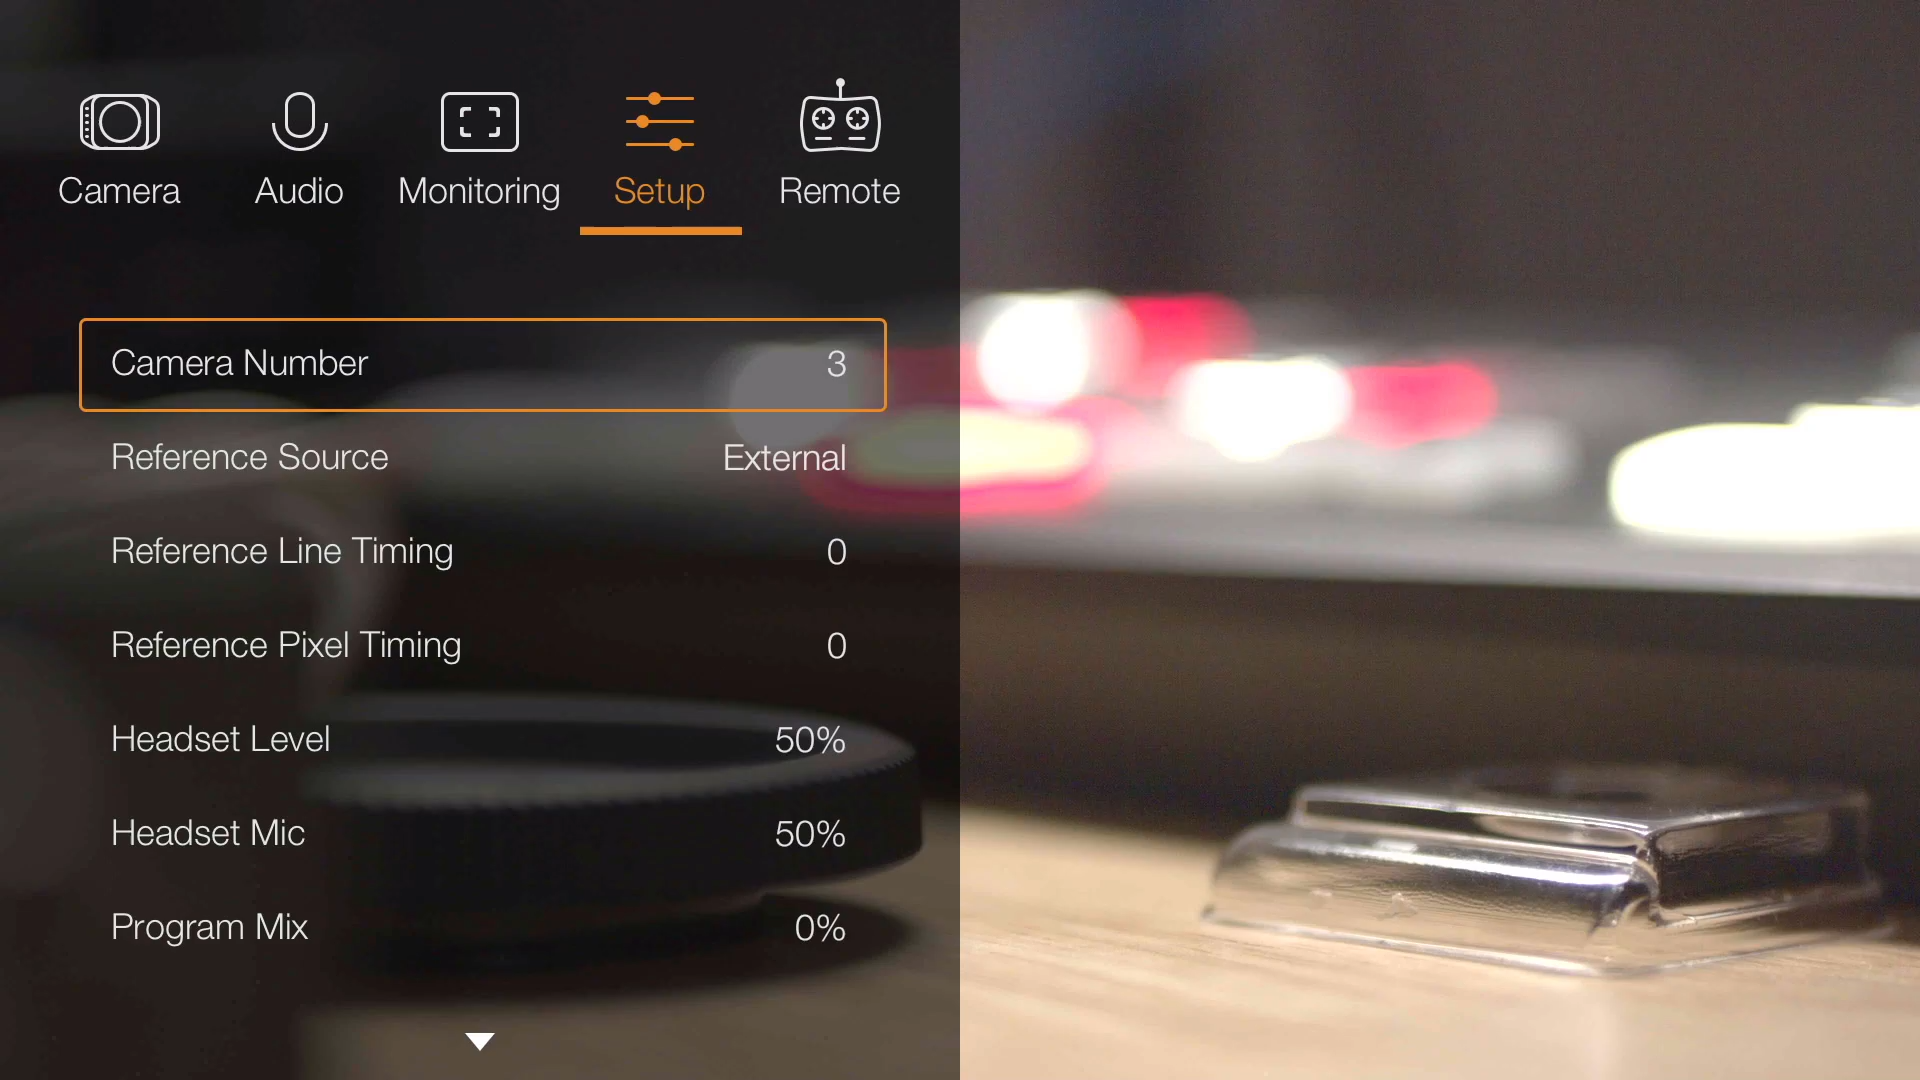 Camera Audio Monitoring Setup Remote
Camera Number 3
Reference Source External
Reference Line Timing 0
Reference Pixel Timing 0
Headset Level 50%
Headset Mic 50%
Program Mix 0%